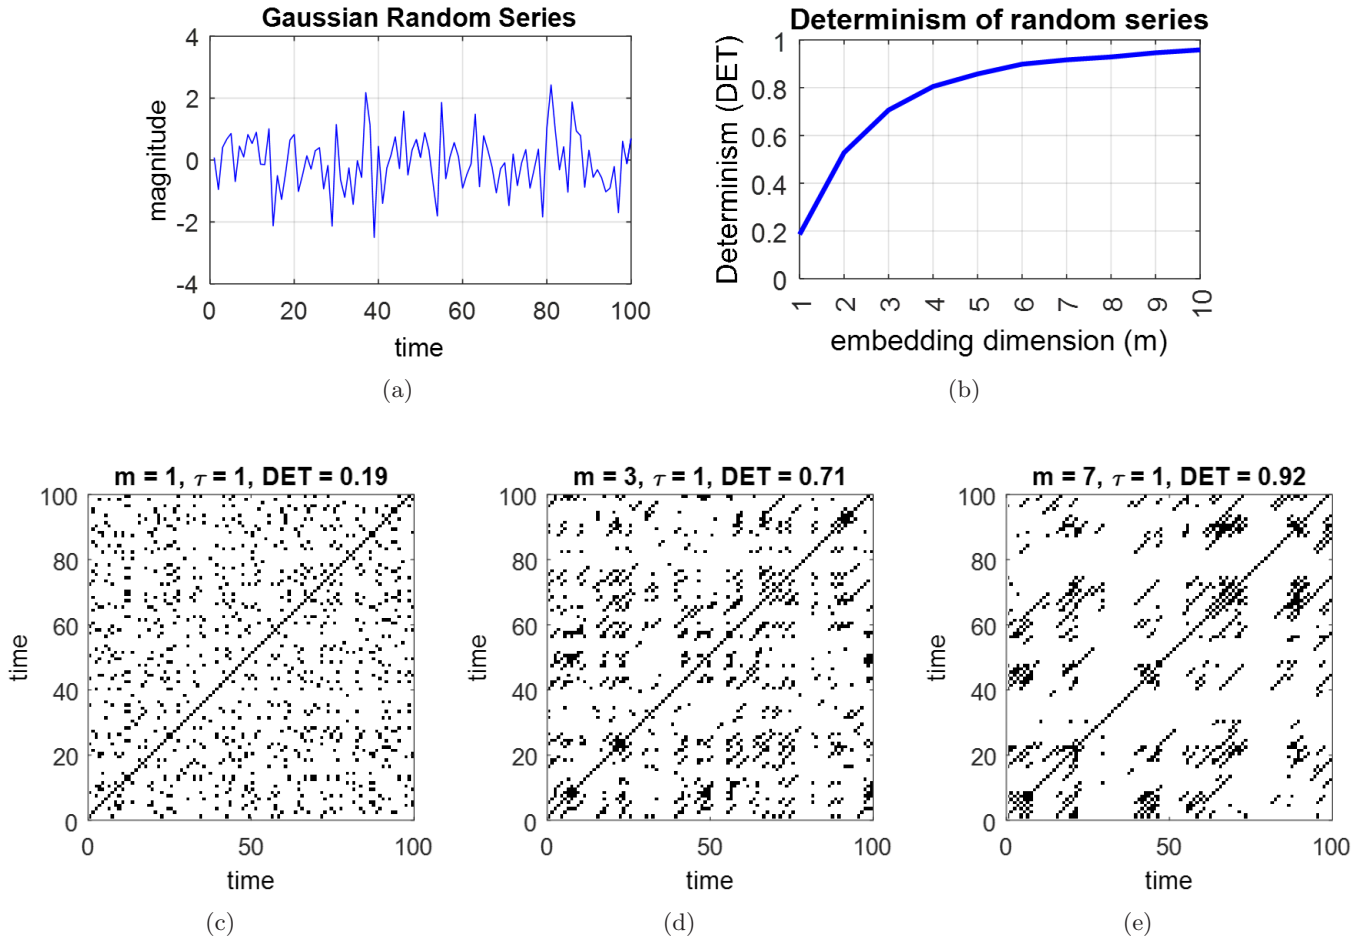 Gaussian Random Series
4
2
0
-2
-4
magnitude
0 20 40 60 80 100
time
(a)
Determinism of random series
1
0.8
0.6
0.4
0.2
0
Determinism (DET)
1 2 3 4 5 6 7 8 9 10
embedding dimension (m)
(b)
m = 1, τ = 1, DET = 0.19
100
80
60
40
20
0
time
0 50 100
time
(c)
m = 3, τ = 1, DET = 0.71
100
80
60
40
20
0
time
0 50 100
time
(d)
m = 7, τ = 1, DET = 0.92
100
80
60
40
20
0
time
0 50 100
time
(e)